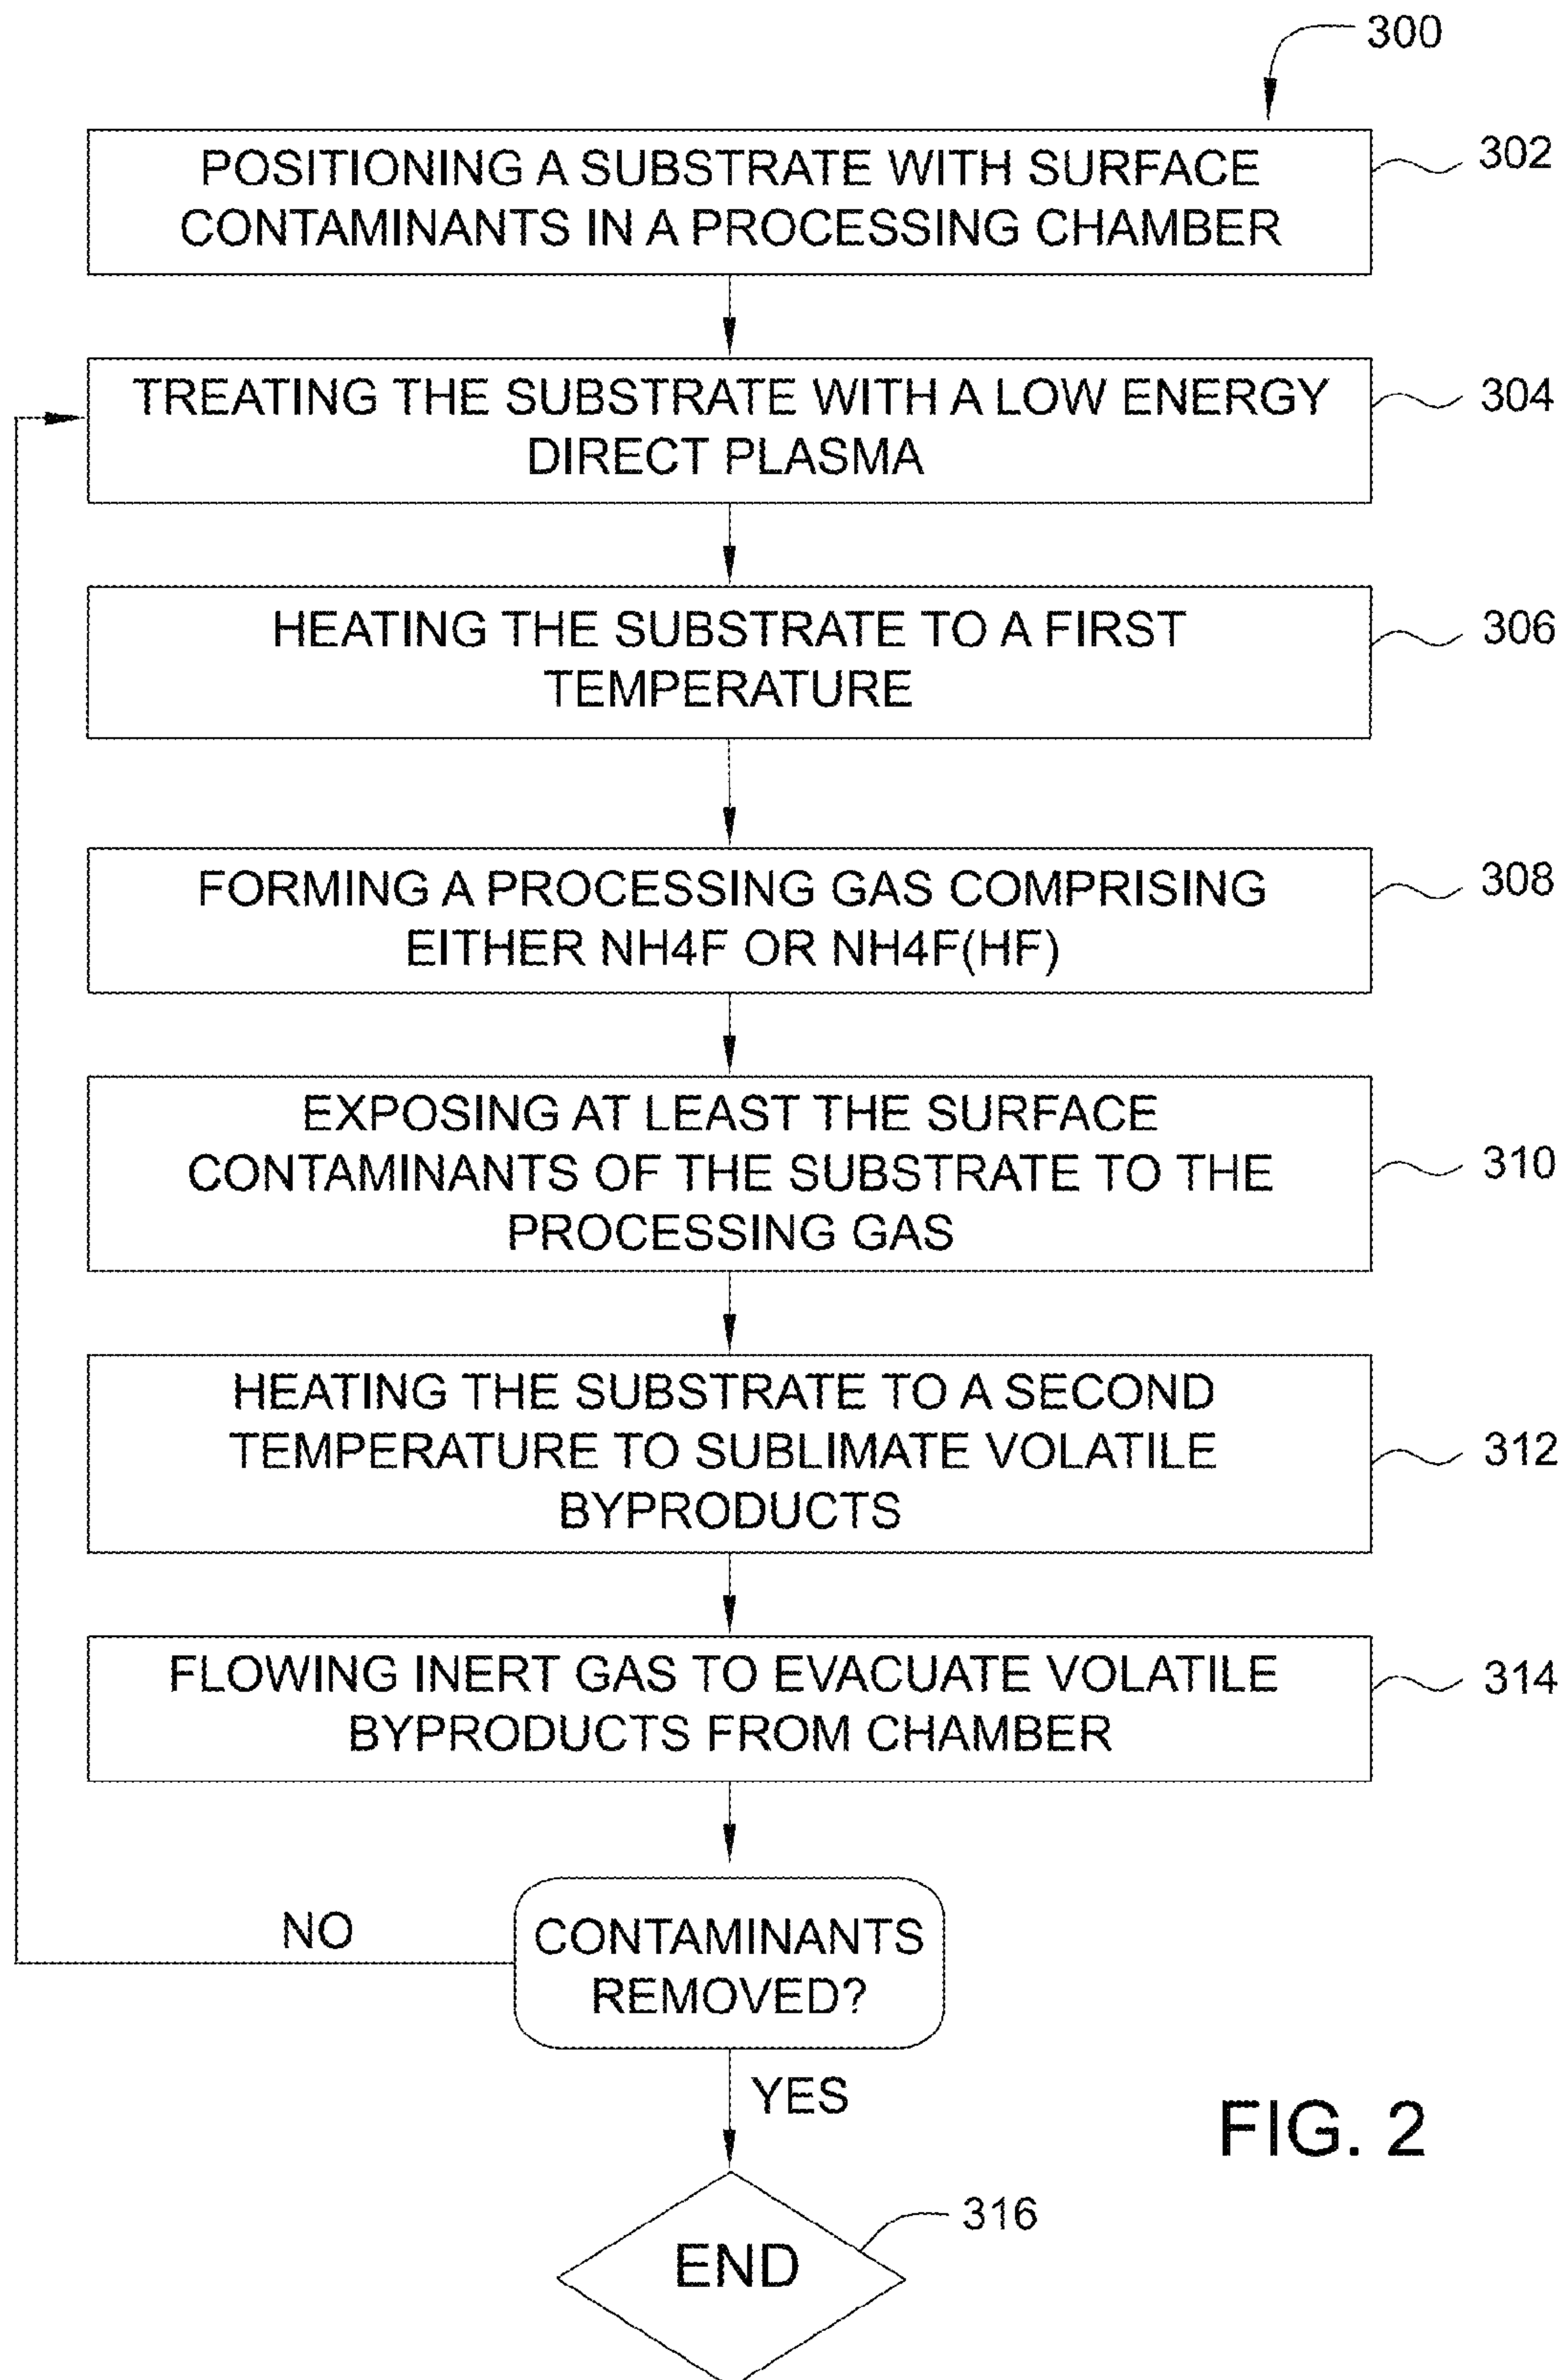 300
POSITIONING A SUBSTRATE WITH SURFACE
CONTAMINANTS IN A PROCESSING CHAMBER
302
TREATING THE SUBSTRATE WITH A LOW ENERGY
DIRECT PLASMA
304
HEATING THE SUBSTRATE TO A FIRST
TEMPERATURE
306
FORMING A PROCESSING GAS COMPRISING
EITHER NH4F OR NH4F(HF)
308
EXPOSING AT LEAST THE SURFACE
CONTAMINANTS OF THE SUBSTRATE TO THE
PROCESSING GAS
310
HEATING THE SUBSTRATE TO A SECOND
TEMPERATURE TO SUBLIMATE VOLATILE
BYPRODUCTS
312
FLOWING INERT GAS TO EVACUATE VOLATILE
BYPRODUCTS FROM CHAMBER
314
NO
CONTAMINANTS
REMOVED?
YES
FIG. 2
316
END